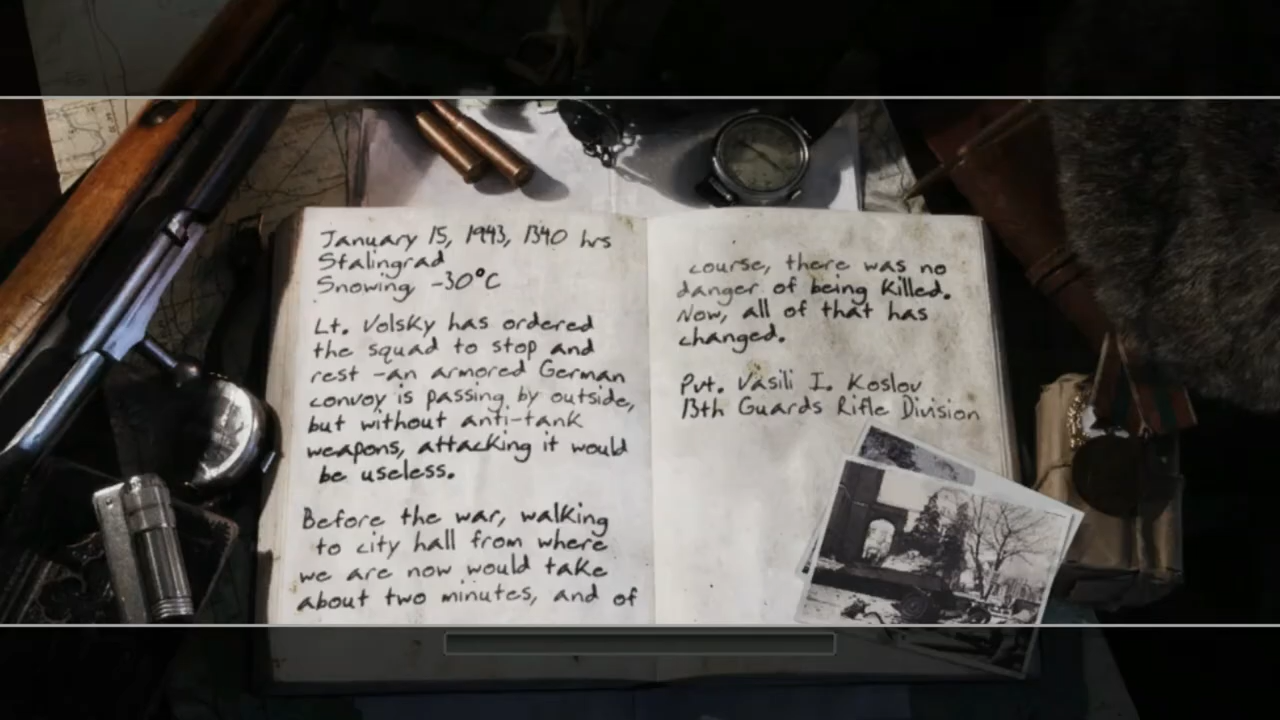 January 15, 1943, 1340 hrs
Stalingrad
Snowing -30°C
Lt. Volsky has ordered
the squad to stop and
rest -an armored German
convoy is passing by outside,
but without anti-tank
weapons, attacking it would
be useless.
Before the war, walking
to city hall from where
we are now would take
about two minutes, and of
course, there was no
danger of being killed.
Now, all of that has
changed.
Pvt. Vasili I. Koslov
13th Guards Rifle Division